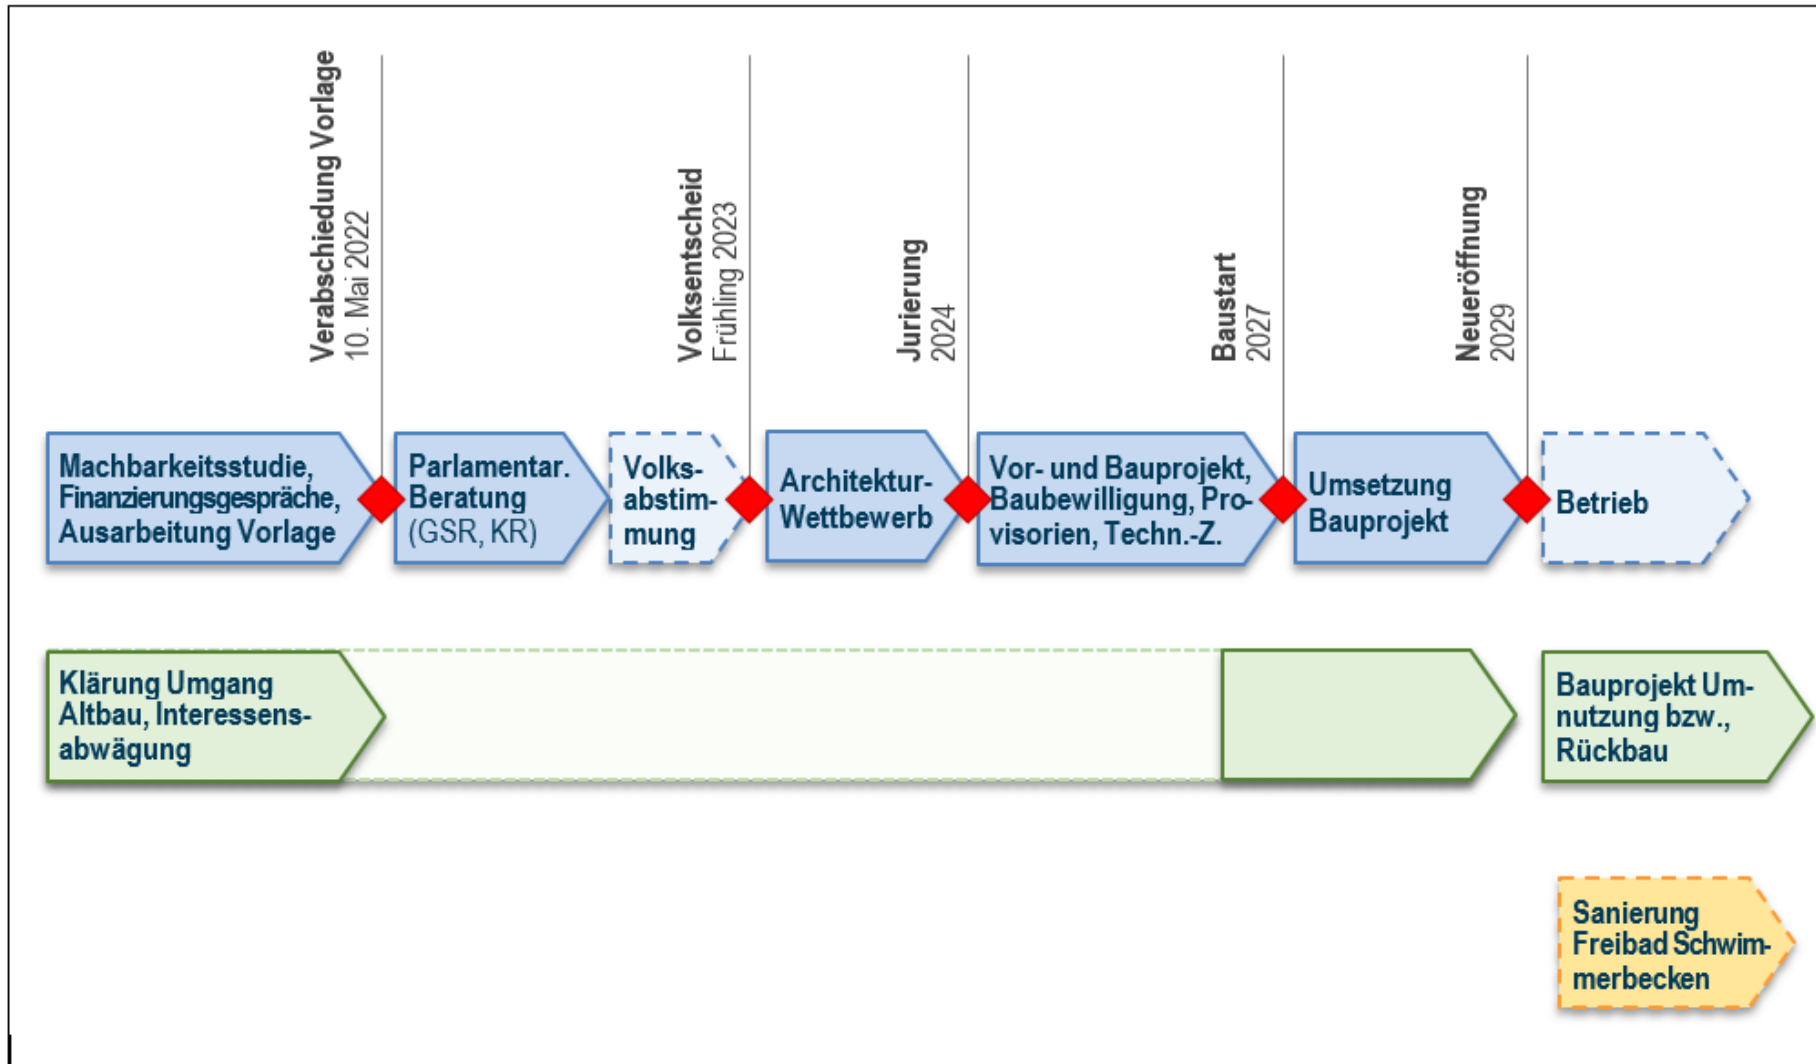 Verabschiedung Vorlage
10. Mai 2022
Volksentscheid
Frühling 2023
Jurierung
2024
Baustart
2027
Neueröffnung
2029
Machbarkeitsstudie,
Finanzierungsgespräche,
Ausarbeitung Vorlage
Parlamentar.
Beratung
(GSR, KR)
Volks-
abstim-
mung
Architektur-
Wettbewerb
Vor- und Bauprojekt,
Baubewilligung, Pro-
visorien, Techn.-Z.
Umsetzung
Bauprojekt
Betrieb
Klärung Umgang
Altbau, Interessens-
abwägung
Bauprojekt Um-
nutzung bzw.,
Rückbau
Sanierung
Freibad Schwim-
merbecken